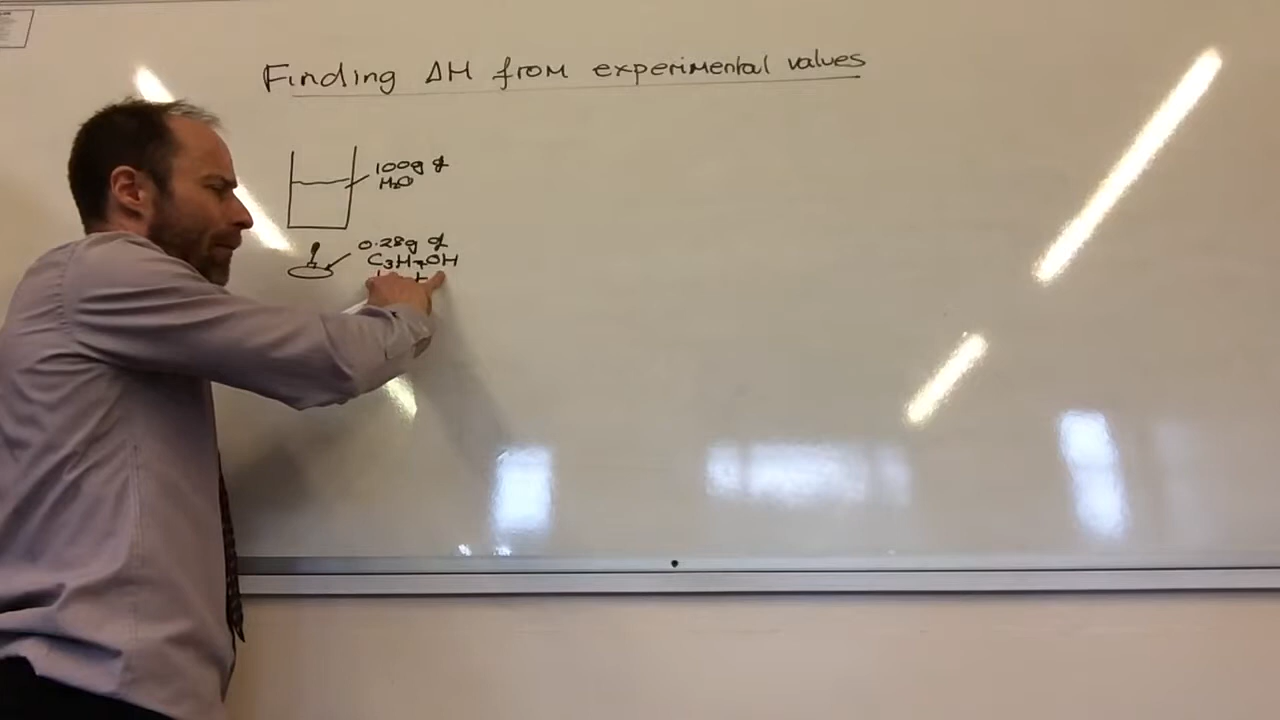 Finding ΔH from experimental values
100g of
H₂O
0.28g of
C₃H₇OH